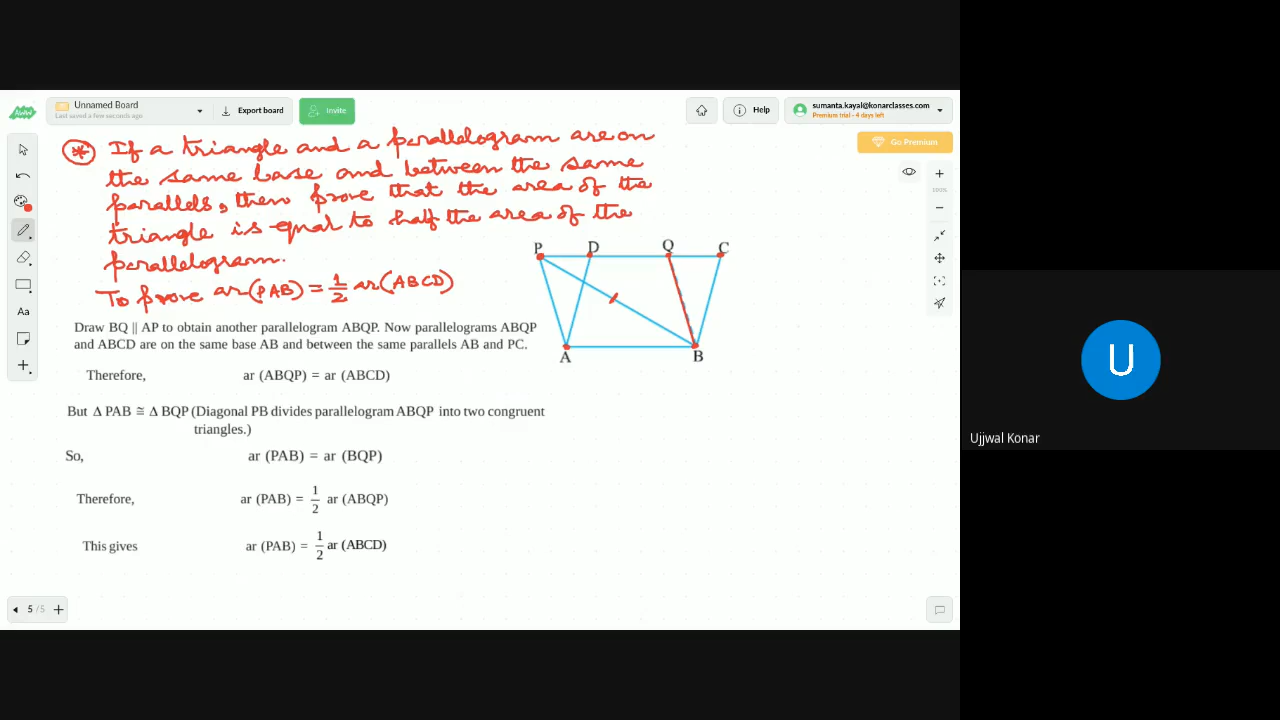 Unnamed Board
Last saved a few seconds ago
Export board
Invite
Help
sumanta.kayal@konarclasses.com
Premium trial - 4 days left
Go Premium
* If a triangle and a parallelogram are on
the same base and between the same
parallels, then prove that the area of the
triangle is equal to half the area of the
parallelogram.
To prove ar(PAB) = 1/2 ar(ABCD)
P D Q C
A B
Draw BQ || AP to obtain another parallelogram ABQP. Now parallelograms ABQP
and ABCD are on the same base AB and between the same parallels AB and PC.
Therefore, ar (ABQP) = ar (ABCD)
But Δ PAB ≅ Δ BQP (Diagonal PB divides parallelogram ABQP into two congruent
triangles.)
So, ar (PAB) = ar (BQP)
Therefore, ar (PAB) = 1/2 ar (ABQP)
This gives ar (PAB) = 1/2 ar (ABCD)
Aa
100%
5 / 5
U
Ujjwal Konar